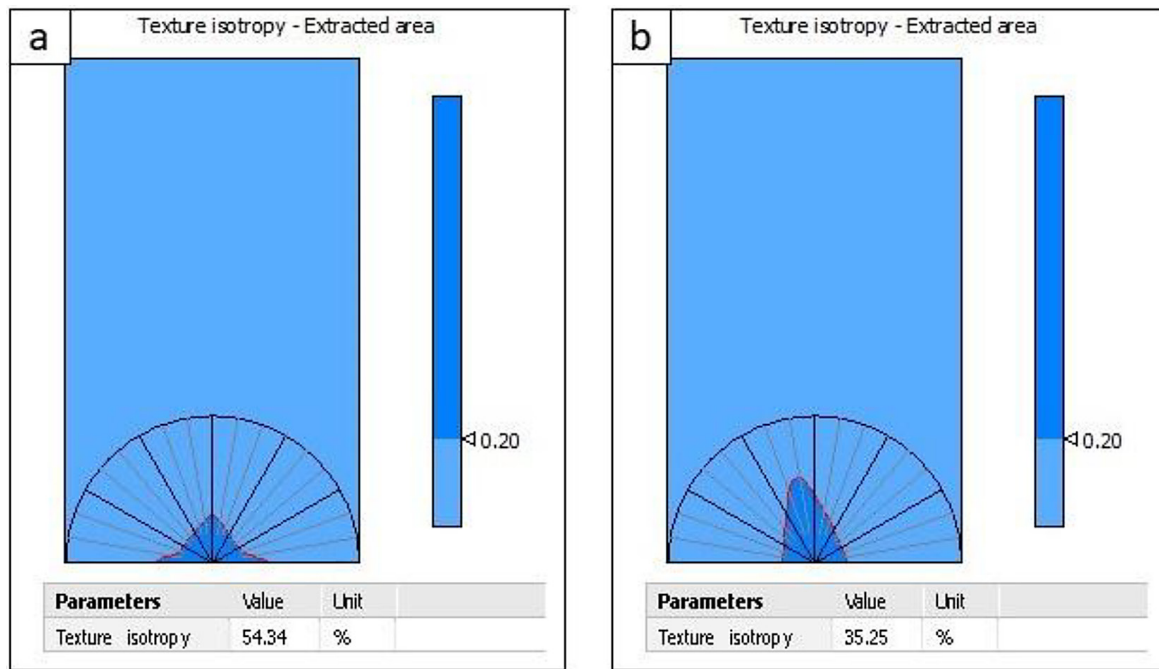 a
Texture isotropy - Extracted area
0.20
Parameters Value Unit
Texture isotropy 54.34 %
b
Texture isotropy - Extracted area
0.20
Parameters Value Unit
Texture isotropy 35.25 %